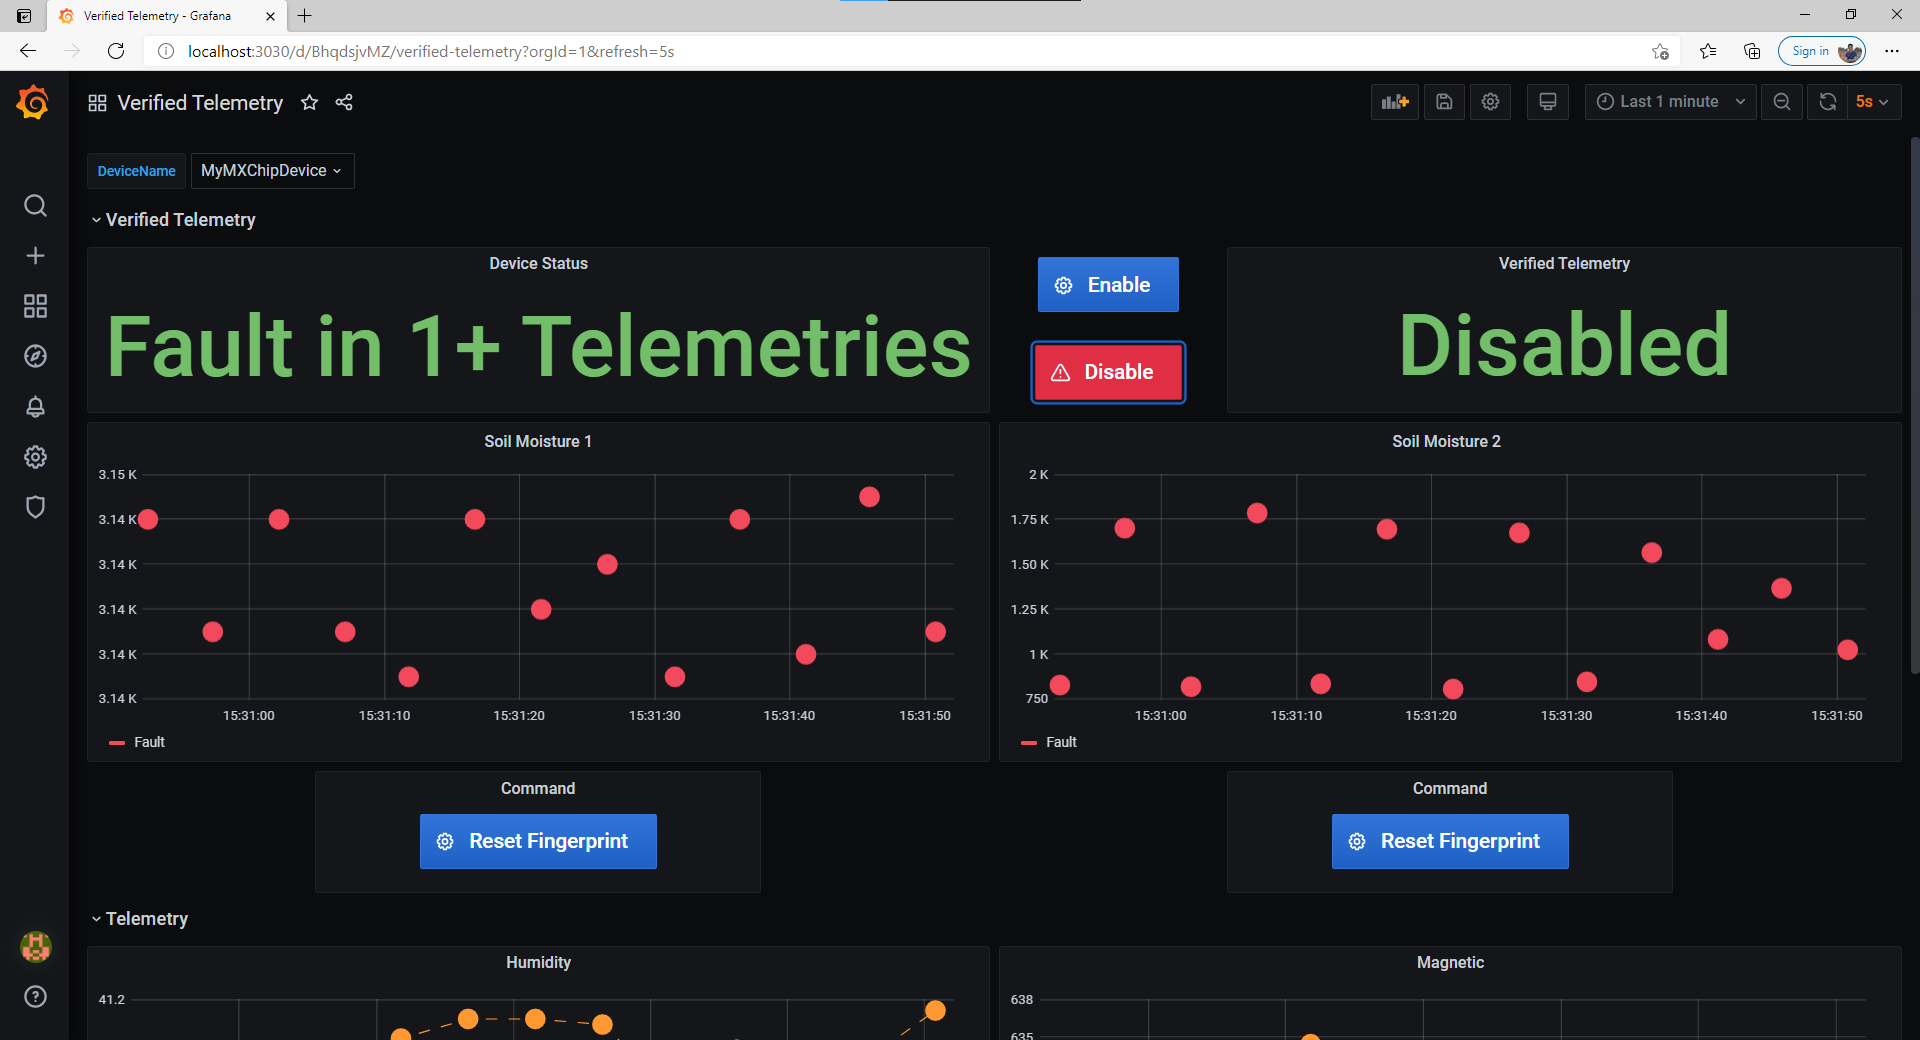 Verified Telemetry - Grafana
localhost:3030/d/BhqdsjvMZ/verified-telemetry?orgId=1&refresh=5s
Sign in
Verified Telemetry
Last 1 minute
5s
DeviceName
MyMXChipDevice
Verified Telemetry
Device Status
Fault in 1+ Telemetries
Enable
Disable
Verified Telemetry
Disabled
Soil Moisture 1
3.15 K
3.14 K
3.14 K
3.14 K
3.14 K
3.14 K
15:31:00 15:31:10 15:31:20 15:31:30 15:31:40 15:31:50
Fault
Soil Moisture 2
2 K
1.75 K
1.50 K
1.25 K
1 K
750
15:31:00 15:31:10 15:31:20 15:31:30 15:31:40 15:31:50
Fault
Command
Reset Fingerprint
Command
Reset Fingerprint
Telemetry
Humidity
41.2
Magnetic
638
635